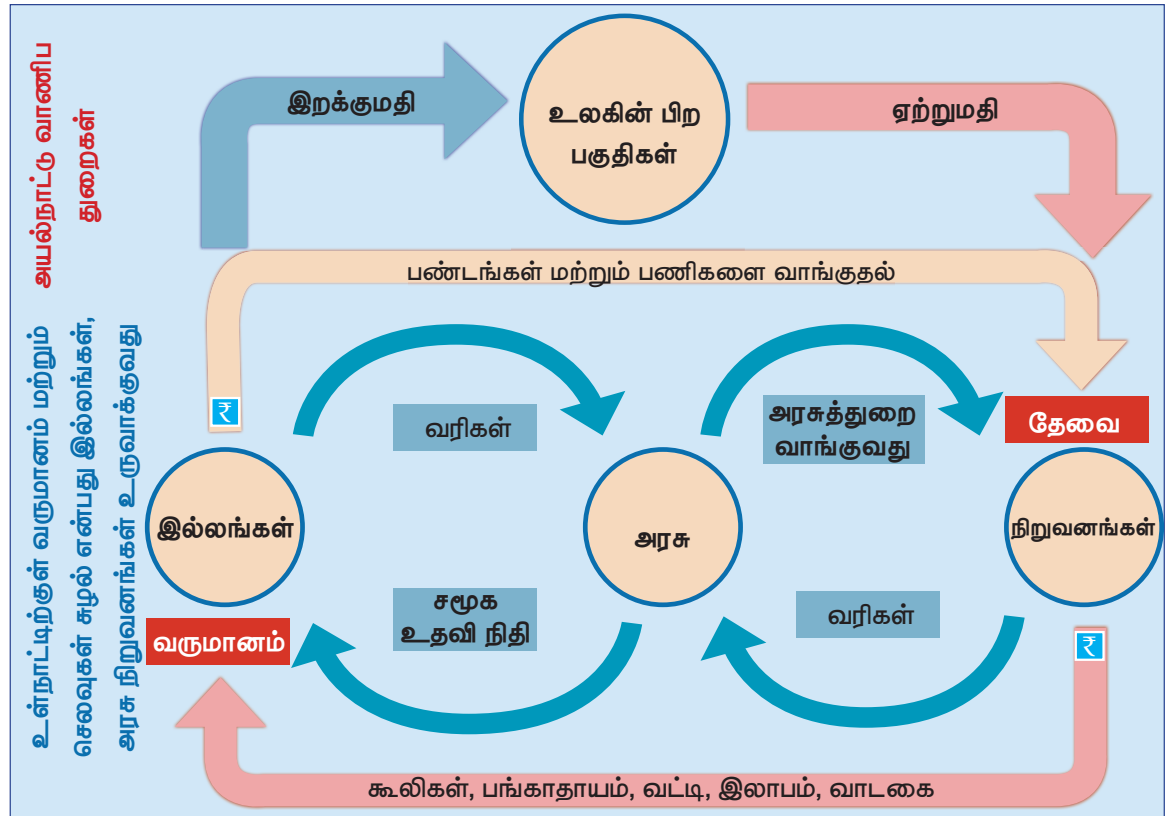 அயல்நாட்டு வாணிப
துறைகள்
இறக்குமதி
உலகின் பிற
பகுதிகள்
ஏற்றுமதி
பண்டங்கள் மற்றும் பணிகளை வாங்குதல்
உள்நாட்டிற்குள் வருமானம் மற்றும்
செலவுகள் சுழல் என்பது இல்லங்கள்,
அரசு நிறுவனங்கள் உருவாக்குவது
₹
வரிகள்
அரசுத்துறை
வாங்குவது
தேவை
இல்லங்கள்
அரசு
நிறுவனங்கள்
வருமானம்
சமூக
உதவி நிதி
வரிகள்
₹
கூலிகள், பங்காதாயம், வட்டி, இலாபம், வாடகை